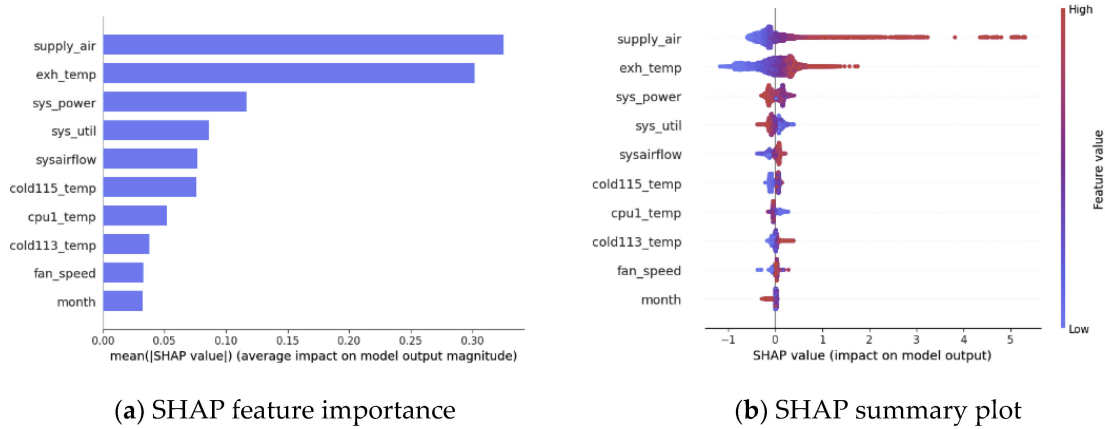 supply_air
exh_temp
sys_power
sys_util
sysairflow
cold115_temp
cpu1_temp
cold113_temp
fan_speed
month
0.00 0.05 0.10 0.15 0.20 0.25 0.30
mean(|SHAP value|) (average impact on model output magnitude)
(a) SHAP feature importance
High
supply_air
exh_temp
sys_power
sys_util
sysairflow
cold115_temp
cpu1_temp
cold113_temp
fan_speed
month
Low
Feature value
−1 0 1 2 3 4 5
SHAP value (impact on model output)
(b) SHAP summary plot